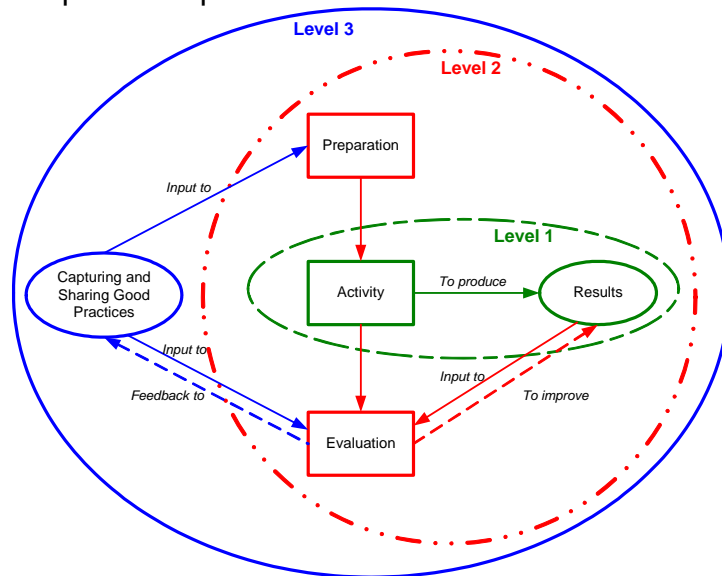 Level 3
Level 2
Preparation
Input to
Level 1
Capturing and
Sharing Good
Practices
Activity
To produce
Results
Input to
Input to
Feedback to
To improve
Evaluation